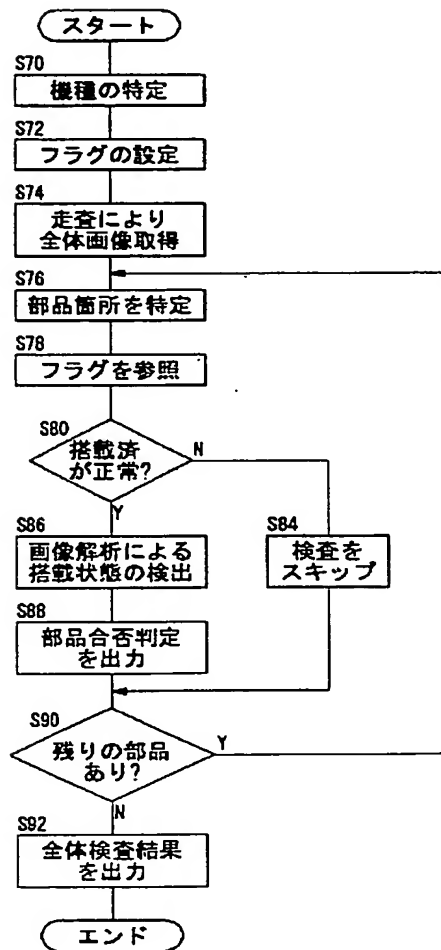 スタート
S70
機種の特定
S72
フラグの設定
S74
走査により
全体画像取得
S76
部品箇所を特定
S78
フラグを参照
S80
搭載済
が正常?
N
Y
S86
画像解析による
搭載状態の検出
S84
検査を
スキップ
S88
部品合否判定
を出力
S90
残りの部品
あり?
Y
N
S92
全体検査結果
を出力
エンド